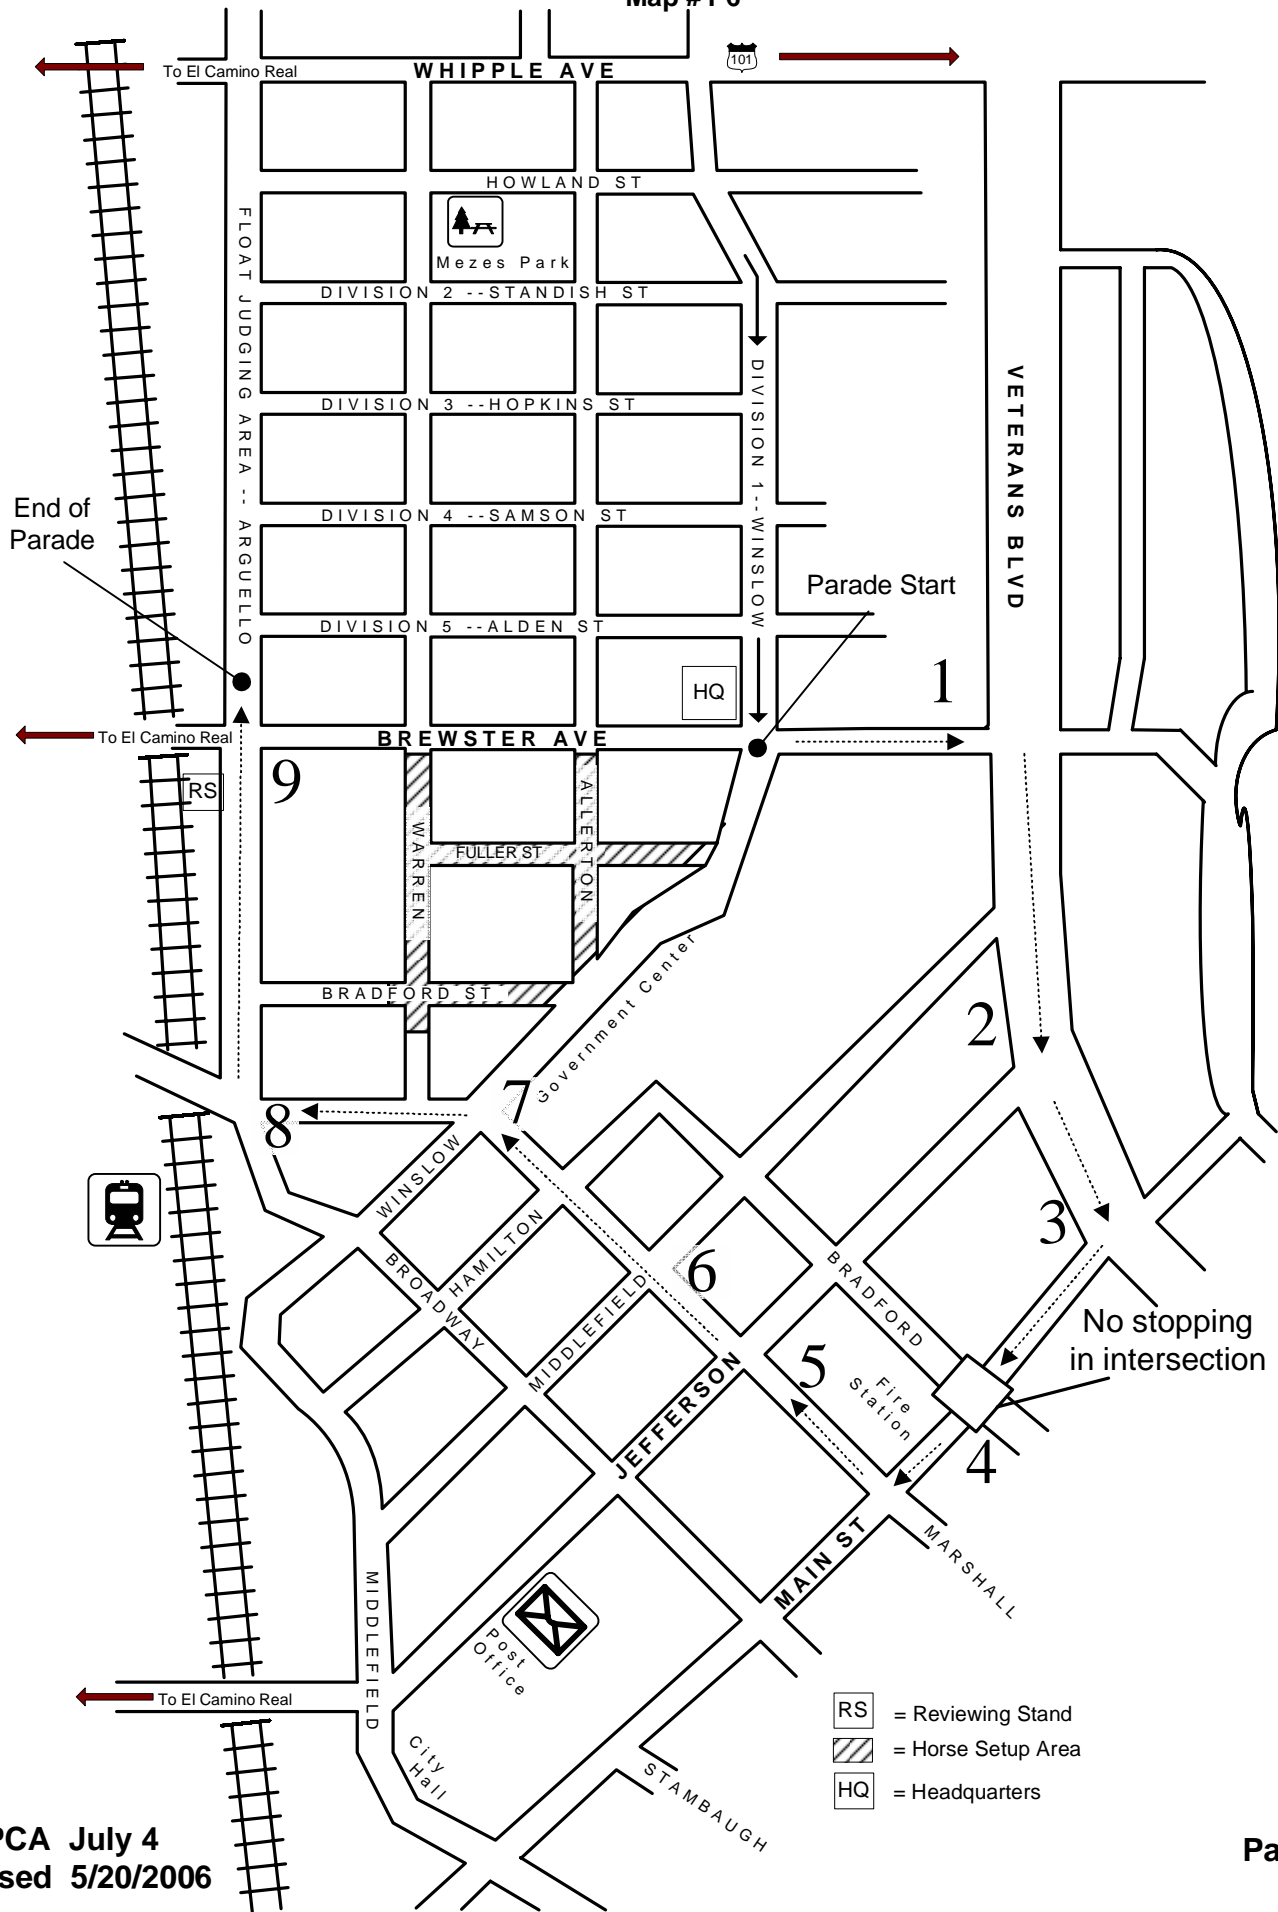 Map # P6
To El Camino Real
WHIPPLE AVE
101
HOWLAND ST
Mezes Park
DIVISION 2 --STANDISH ST
FLOAT JUDGING AREA -- ARGUELLO
DIVISION 3 --HOPKINS ST
DIVISION 1--WINSLOW
VETERANS BLVD
End of
Parade
DIVISION 4 --SAMSON ST
Parade Start
DIVISION 5 --ALDEN ST
HQ
1
To El Camino Real
BREWSTER AVE
RS
9
WARREN
ALLERTON
FULLER ST
BRADFORD ST
Government Center
2
7
8
WINSLOW
HAMILTON
BROADWAY
MIDDLEFIELD
6
3
BRADFORD
No stopping
in intersection
5
Fire
Station
JEFFERSON
4
MAIN ST
MARSHALL
MIDDLEFIELD
Post
Office
To El Camino Real
City
Hall
STAMBAUGH
RS = Reviewing Stand
= Horse Setup Area
HQ = Headquarters
PCA July 4
sed 5/20/2006
Pa